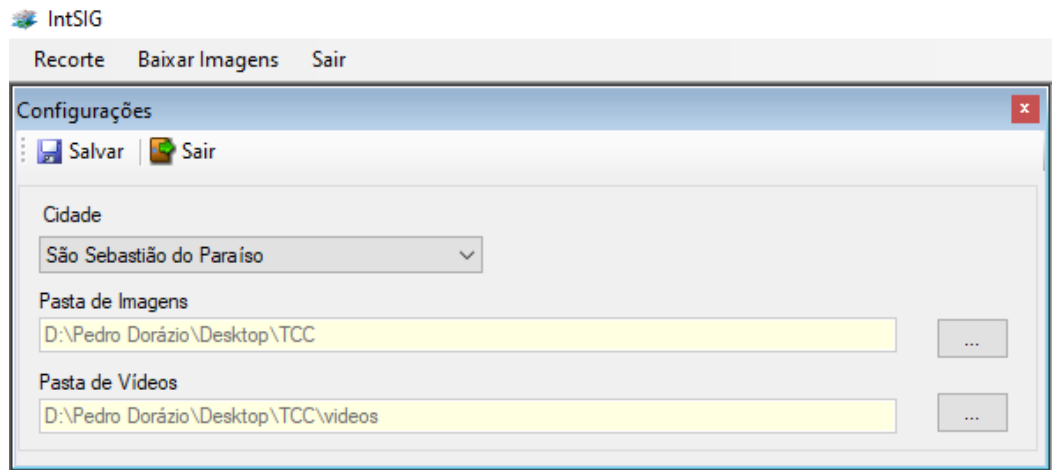 IntSIG
Recorte Baixar Imagens Sair
Configurações x
Salvar Sair
Cidade
São Sebastião do Paraíso
Pasta de Imagens
D:\Pedro Dorázio\Desktop\TCC ...
Pasta de Vídeos
D:\Pedro Dorázio\Desktop\TCC\videos ...